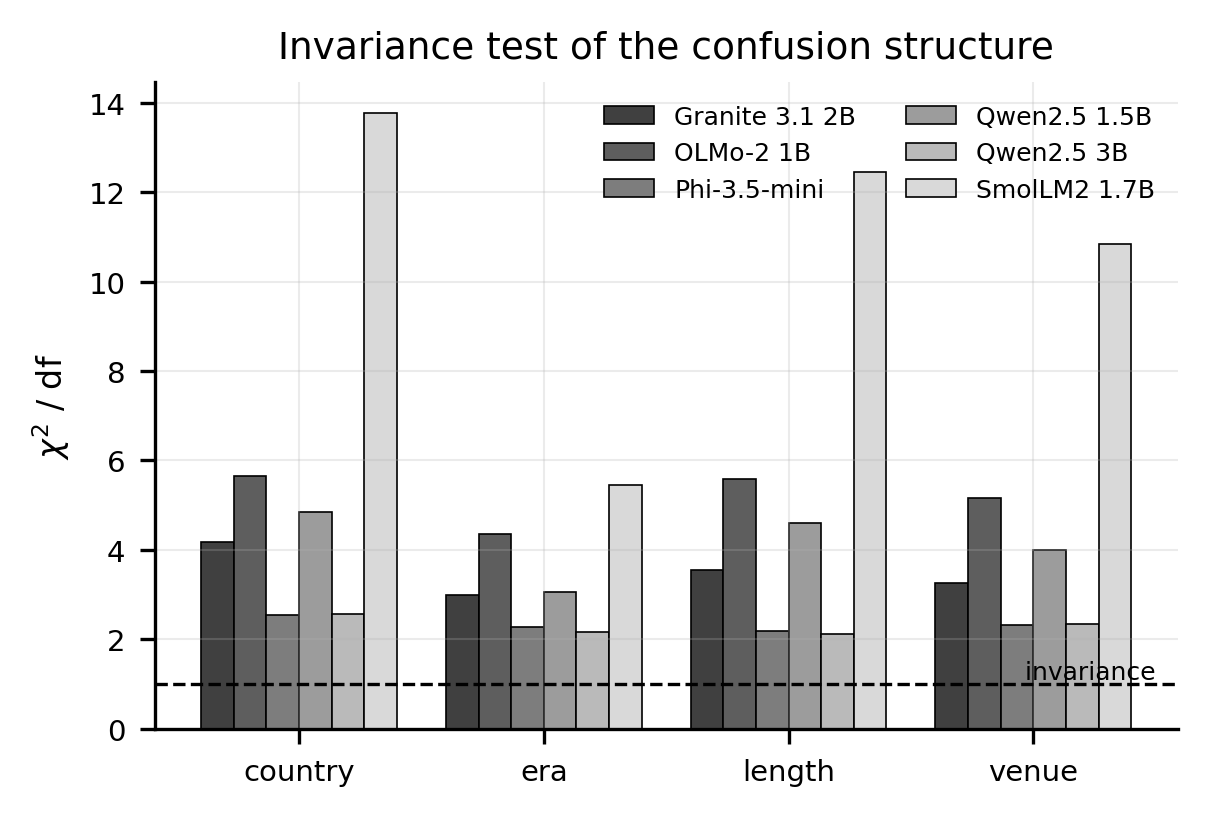 Invariance test of the confusion structure
14
12
10
8
6
4
2
0
χ² / df
Granite 3.1 2B
OLMo-2 1B
Phi-3.5-mini
Qwen2.5 1.5B
Qwen2.5 3B
SmolLM2 1.7B
invariance
country era length venue